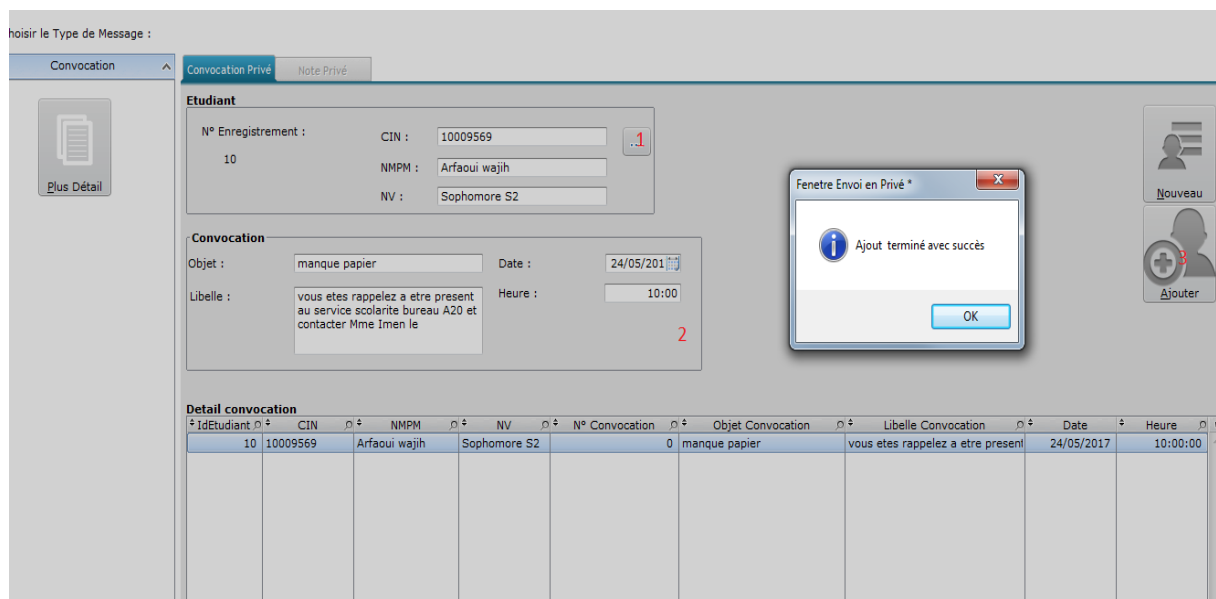 hoisir le Type de Message :
Convocation
Plus Détail
Convocation Privé
Note Privé
Etudiant
N° Enregistrement :
10
CIN :
10009569
1
NMPM :
Arfaoui wajih
NV :
Sophomore S2
Convocation
Objet :
manque papier
Date :
24/05/201
Libelle :
vous etes rappelez a etre present
au service scolarite bureau A20 et
contacter Mme Imen le
Heure :
10:00
2
Fenetre Envoi en Privé *
Ajout terminé avec succès
OK
Nouveau
3
Ajouter
Detail convocation
IdEtudiant CIN NMPM NV N° Convocation Objet Convocation Libelle Convocation Date Heure
10 10009569 Arfaoui wajih Sophomore S2 0 manque papier vous etes rappelez a etre present 24/05/2017 10:00:00